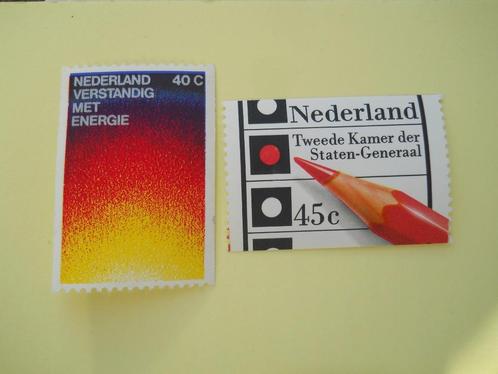 NEDERLAND 40 C
VERSTANDIG
MET
ENERGIE
Nederland
Tweede Kamer der
Staten-Generaal
45c